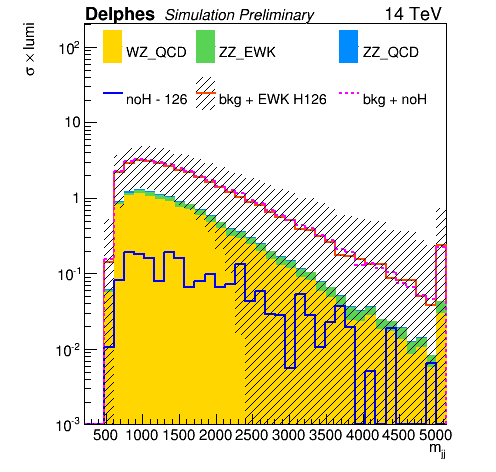 Delphes Simulation Preliminary 14 TeV
σ × lumi
WZ_QCD ZZ_EWK ZZ_QCD
noH - 126 bkg + EWK H126 bkg + noH
10²
10
1
10⁻¹
10⁻²
10⁻³
500 1000 1500 2000 2500 3000 3500 4000 4500 5000
m_jj